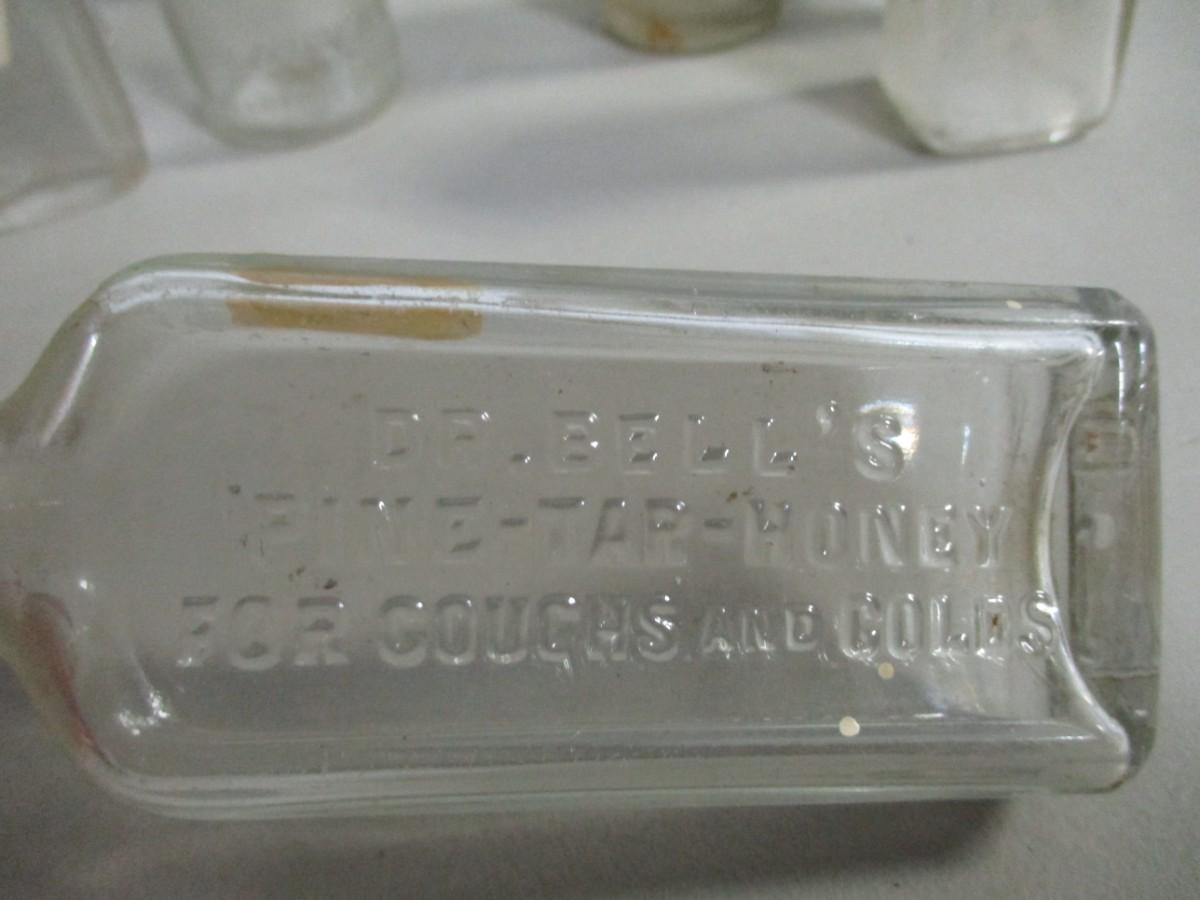 DR.BELL'S
PINE-TAR-HONEY
FOR COUGHS AND COLDS